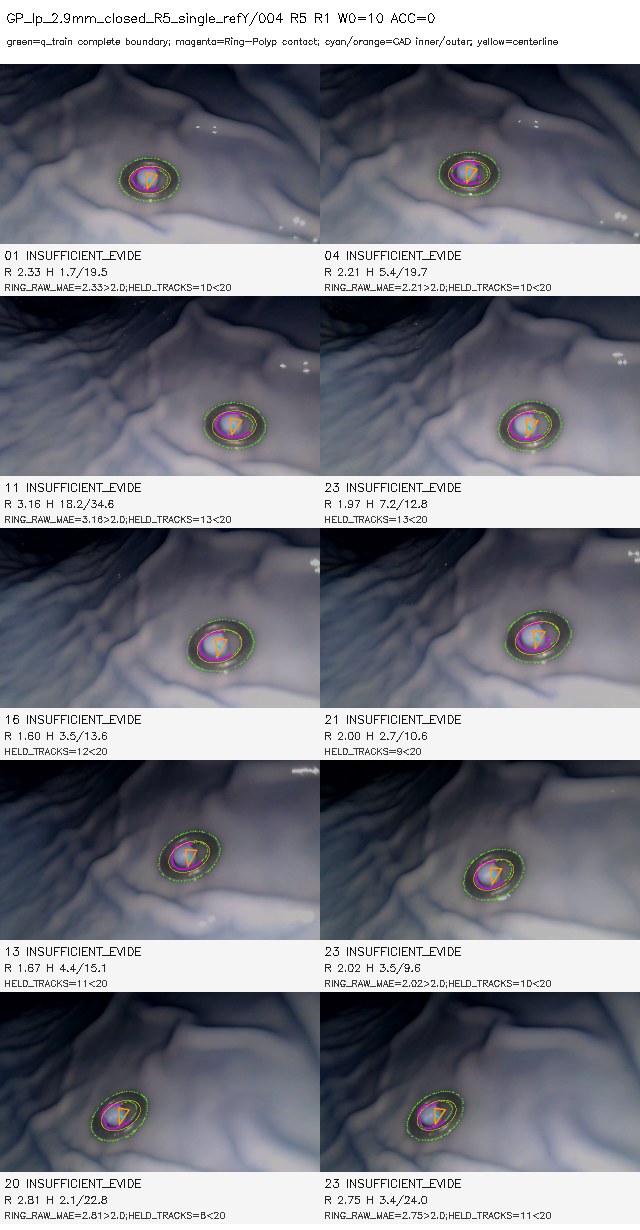 GP_Ip_2.9mm_closed_R5_single_refY/004 R5 R1 W0=10 ACC=0
green=q_train complete boundary; magenta=Ring-Polyp contact; cyan/orange=CAD inner/outer; yellow=centerline
01 INSUFFICIENT_EVIDE
R 2.33 H 1.7/19.5
RING_RAW_MAE=2.33>2.0;HELD_TRACKS=10<20
04 INSUFFICIENT_EVIDE
R 2.21 H 5.4/19.7
RING_RAW_MAE=2.21>2.0;HELD_TRACKS=10<20
11 INSUFFICIENT_EVIDE
R 3.16 H 18.2/34.6
RING_RAW_MAE=3.16>2.0;HELD_TRACKS=13<20
23 INSUFFICIENT_EVIDE
R 1.97 H 7.2/12.8
HELD_TRACKS=13<20
16 INSUFFICIENT_EVIDE
R 1.60 H 3.5/13.6
HELD_TRACKS=12<20
21 INSUFFICIENT_EVIDE
R 2.00 H 2.7/10.6
HELD_TRACKS=9<20
13 INSUFFICIENT_EVIDE
R 1.67 H 4.4/15.1
HELD_TRACKS=11<20
23 INSUFFICIENT_EVIDE
R 2.02 H 3.5/9.6
RING_RAW_MAE=2.02>2.0;HELD_TRACKS=10<20
20 INSUFFICIENT_EVIDE
R 2.81 H 2.1/22.8
RING_RAW_MAE=2.81>2.0;HELD_TRACKS=8<20
23 INSUFFICIENT_EVIDE
R 2.75 H 3.4/24.0
RING_RAW_MAE=2.75>2.0;HELD_TRACKS=11<20